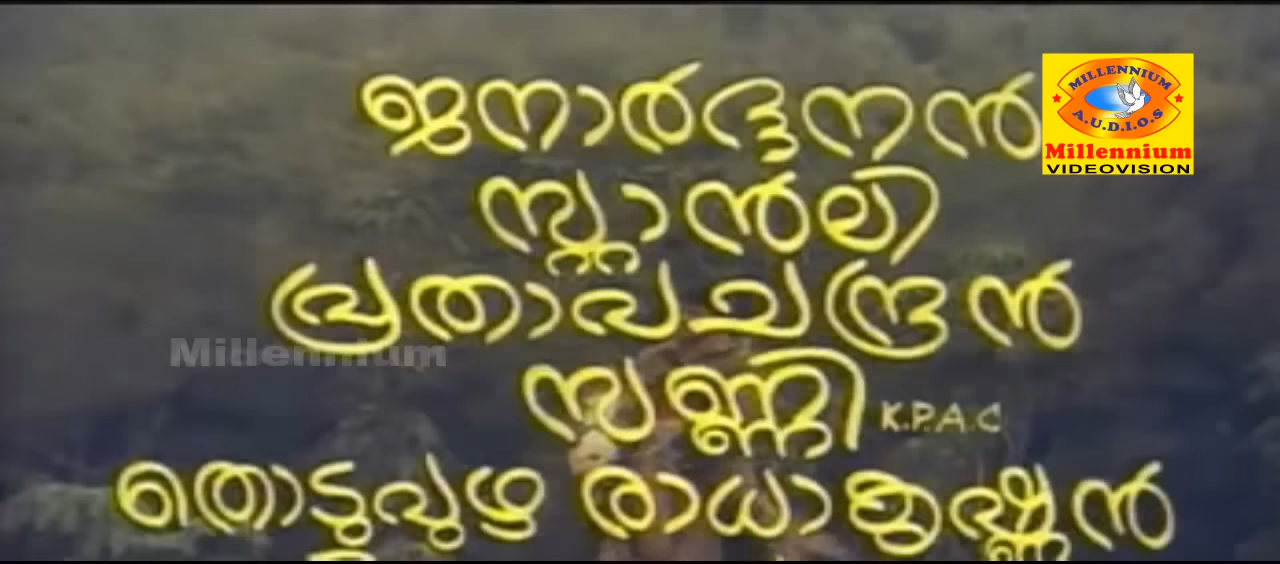 ജനാർദ്ദനൻ
MILLENNIUM
A.U.D.I.O.S
Millennium
VIDEOVISION
സ്റ്റാൻലി
പ്രതാപചന്ദ്രൻ
Millennium
സണ്ണി K.P.A.C
തൊടുപുഴ രാധാകൃഷ്ണൻ